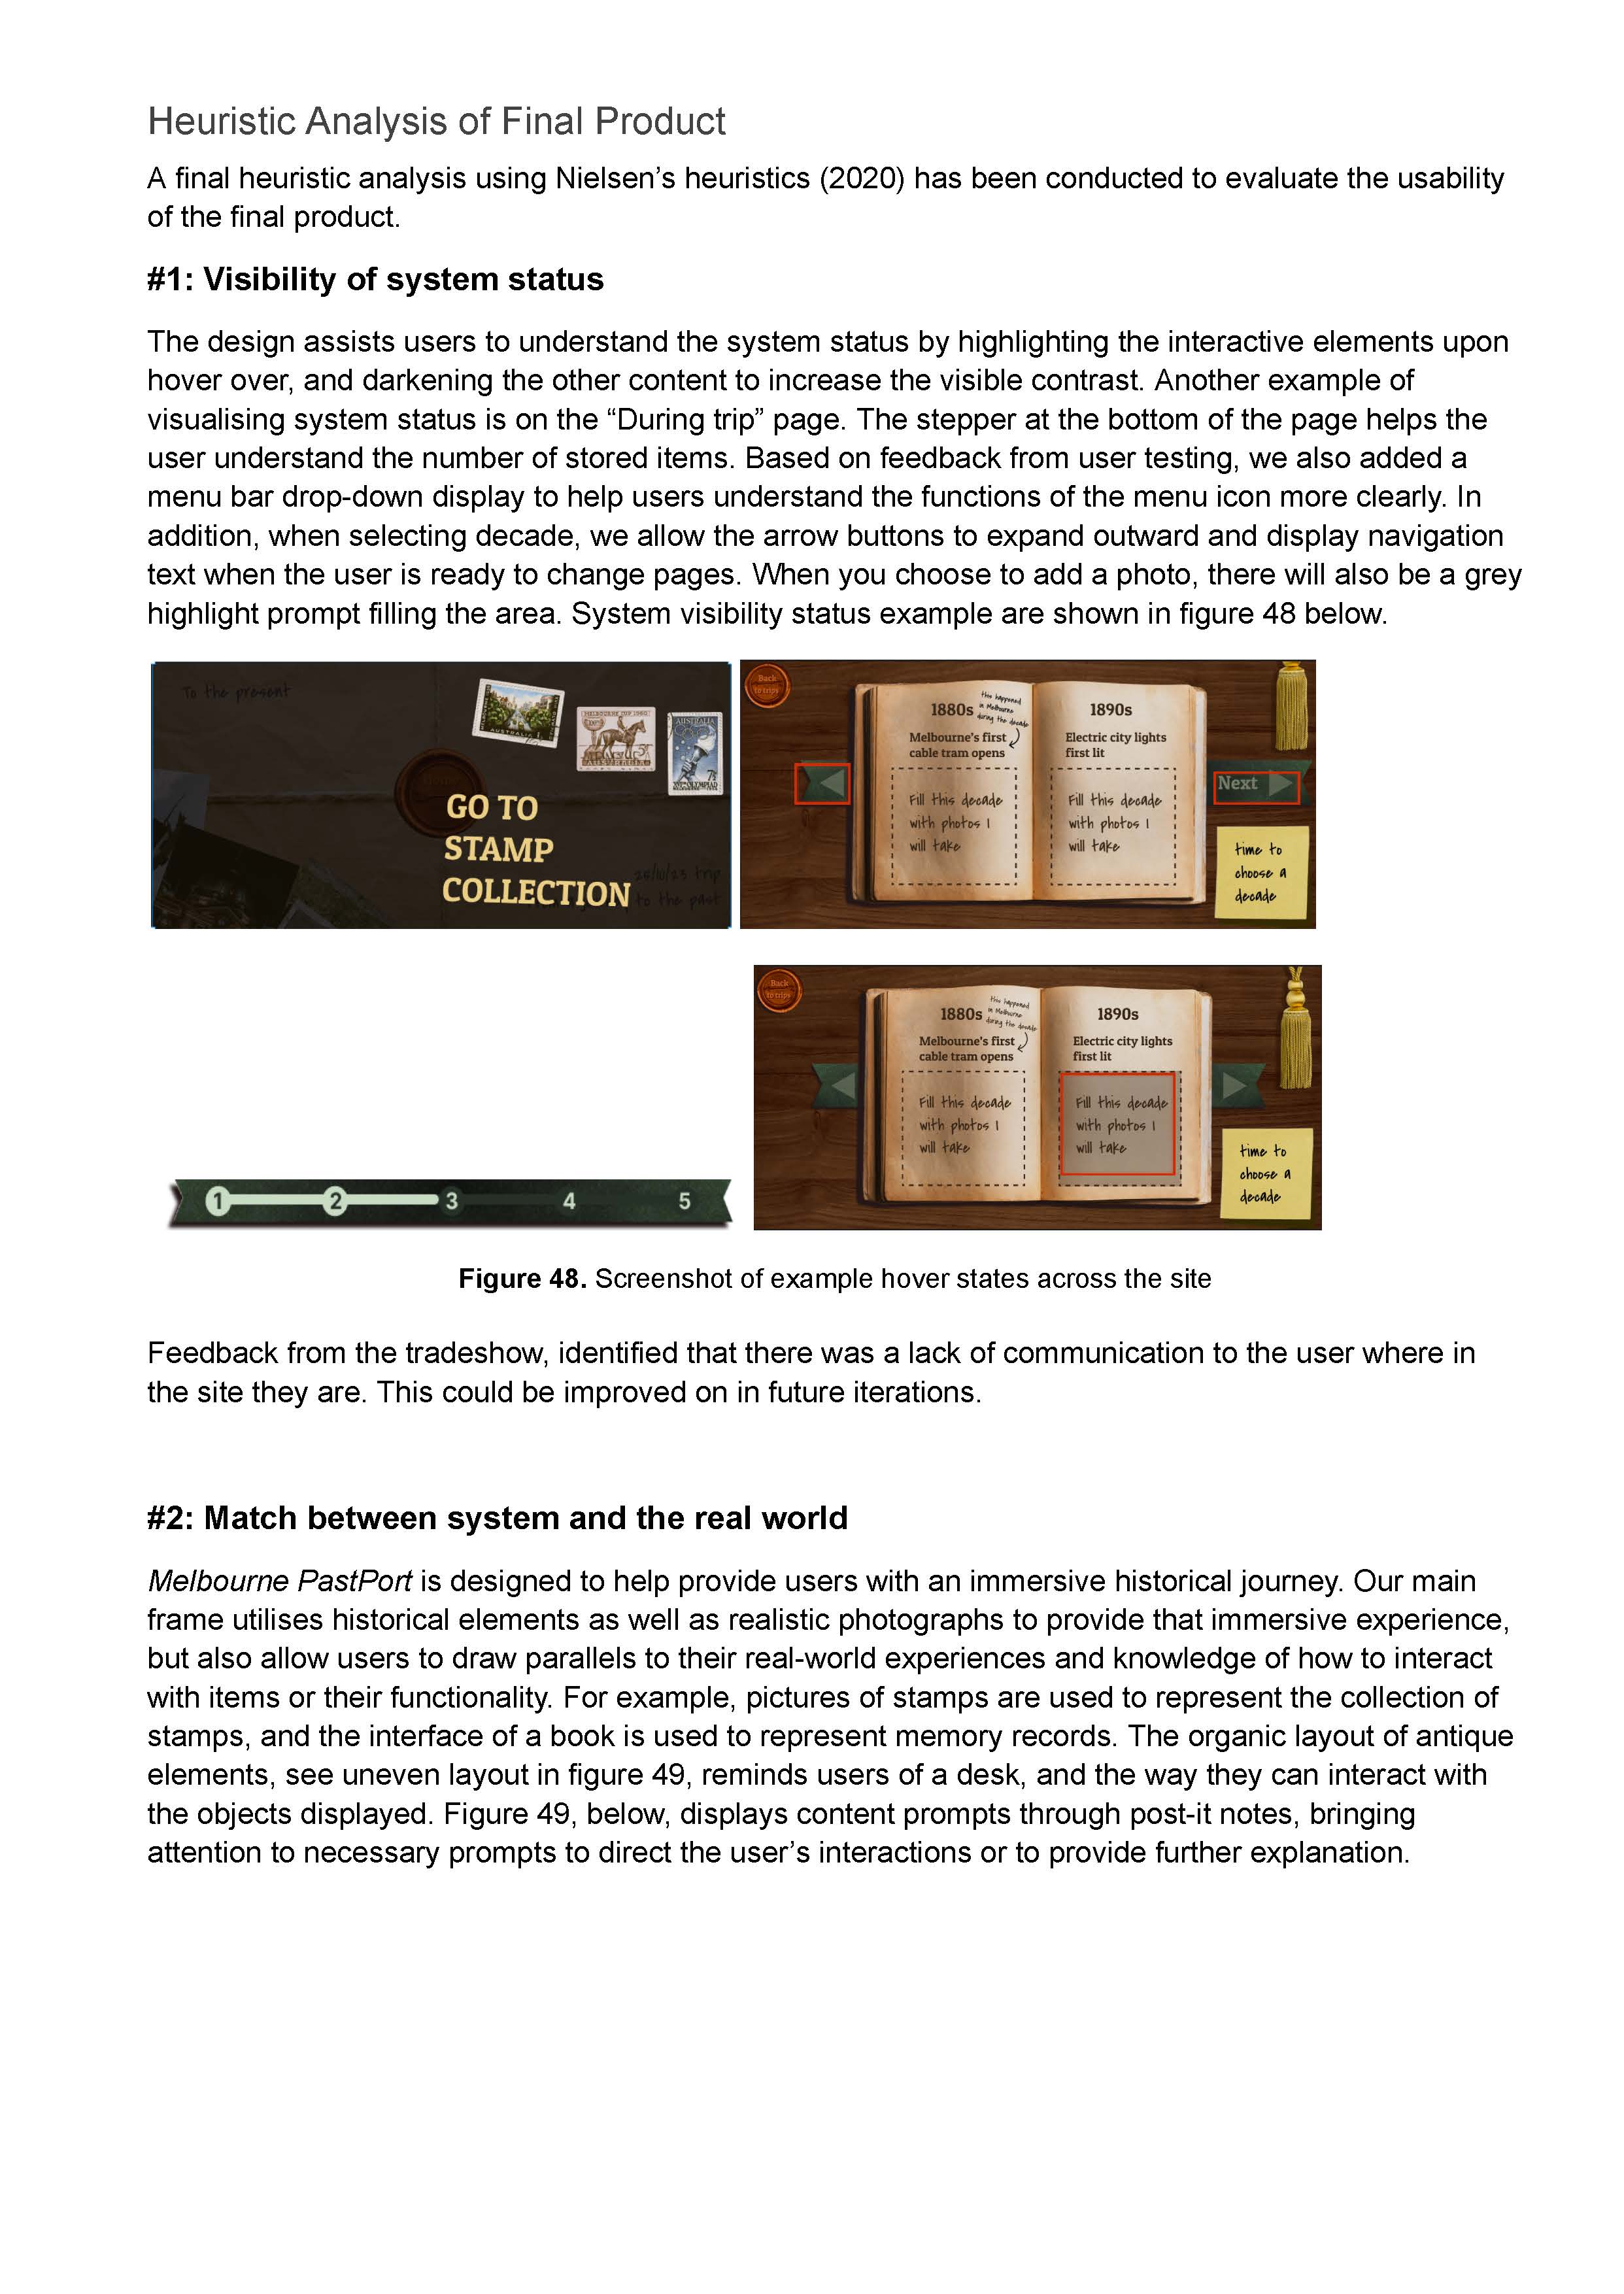 Heuristic Analysis of Final Product
A final heuristic analysis using Nielsen’s heuristics (2020) has been conducted to evaluate the usability
of the final product.
#1: Visibility of system status
The design assists users to understand the system status by highlighting the interactive elements upon
hover over, and darkening the other content to increase the visible contrast. Another example of
visualising system status is on the “During trip” page. The stepper at the bottom of the page helps the
user understand the number of stored items. Based on feedback from user testing, we also added a
menu bar drop-down display to help users understand the functions of the menu icon more clearly. In
addition, when selecting decade, we allow the arrow buttons to expand outward and display navigation
text when the user is ready to change pages. When you choose to add a photo, there will also be a grey
highlight prompt filling the area. System visibility status example are shown in figure 48 below.
To the present
AUSTRALIA
MELBOURNE CUP 1960
AUSTRALIA
AUSTRALIA
GO TO
STAMP
COLLECTION
trip
to the past
Back
to trips
1880s
this happened
in Melbourne
during the decade
Melbourne's first
cable tram opens
Fill this decade
with photos I
will take
1890s
Electric city lights
first lit
Fill this decade
with photos I
will take
Next
time to
choose a
decade
1 2 3 4 5
Back
to trips
1880s
this happened
in Melbourne
during the decade
Melbourne's first
cable tram opens
Fill this decade
with photos I
will take
1890s
Electric city lights
first lit
Fill this decade
with photos I
will take
time to
choose a
decade
Figure 48. Screenshot of example hover states across the site
Feedback from the tradeshow, identified that there was a lack of communication to the user where in
the site they are. This could be improved on in future iterations.
#2: Match between system and the real world
Melbourne PastPort is designed to help provide users with an immersive historical journey. Our main
frame utilises historical elements as well as realistic photographs to provide that immersive experience,
but also allow users to draw parallels to their real-world experiences and knowledge of how to interact
with items or their functionality. For example, pictures of stamps are used to represent the collection of
stamps, and the interface of a book is used to represent memory records. The organic layout of antique
elements, see uneven layout in figure 49, reminds users of a desk, and the way they can interact with
the objects displayed. Figure 49, below, displays content prompts through post-it notes, bringing
attention to necessary prompts to direct the user’s interactions or to provide further explanation.